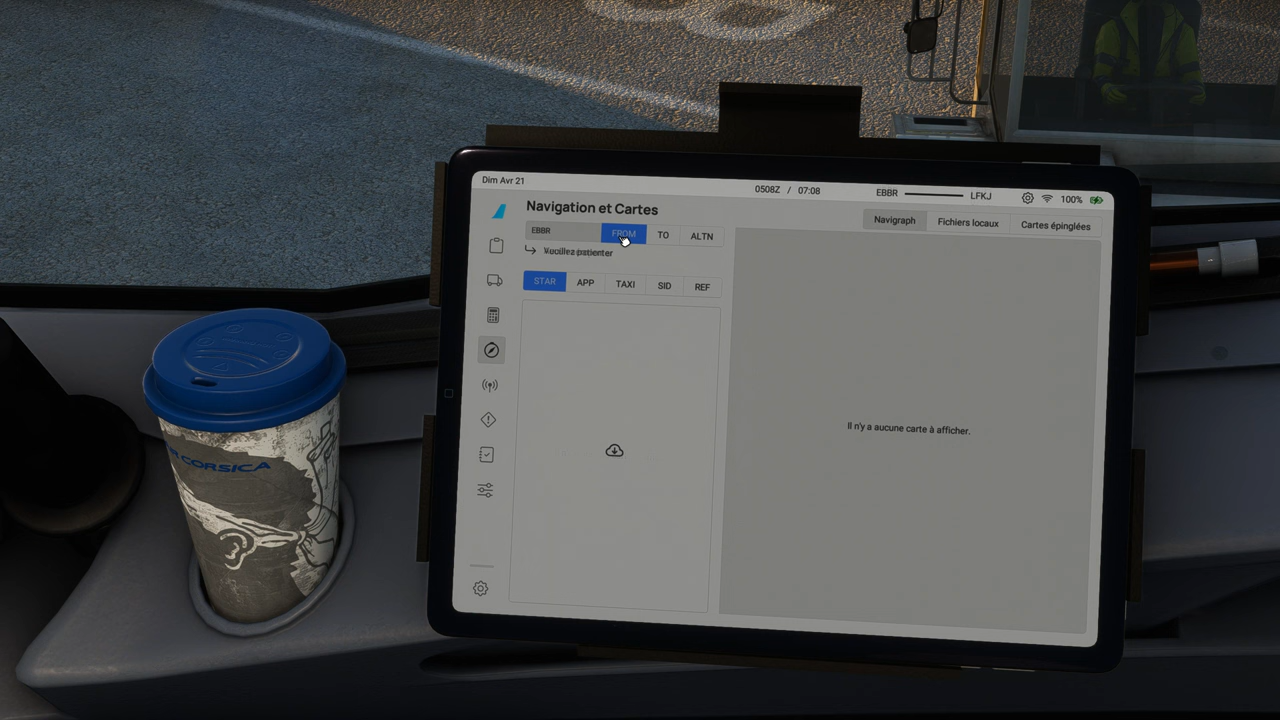 Dim Avr 21
0508Z / 07:08
EBBR LFKJ
100%
Navigation et Cartes
Navigraph Fichiers locaux Cartes épinglées
EBBR FROM TO ALTN
Veuillez patienter
STAR APP TAXI SID REF
Il n'y a aucune carte à afficher.
CORSICA